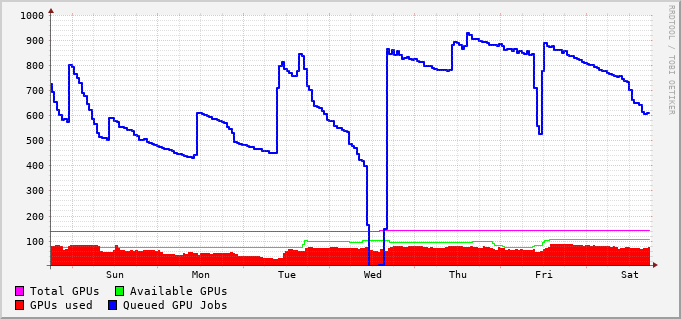 1000
900
800
700
600
500
400
300
200
100
Sun Mon Tue Wed Thu Fri Sat
Total GPUs Available GPUs
GPUs used Queued GPU Jobs
RRDTOOL / TOBI OETIKER